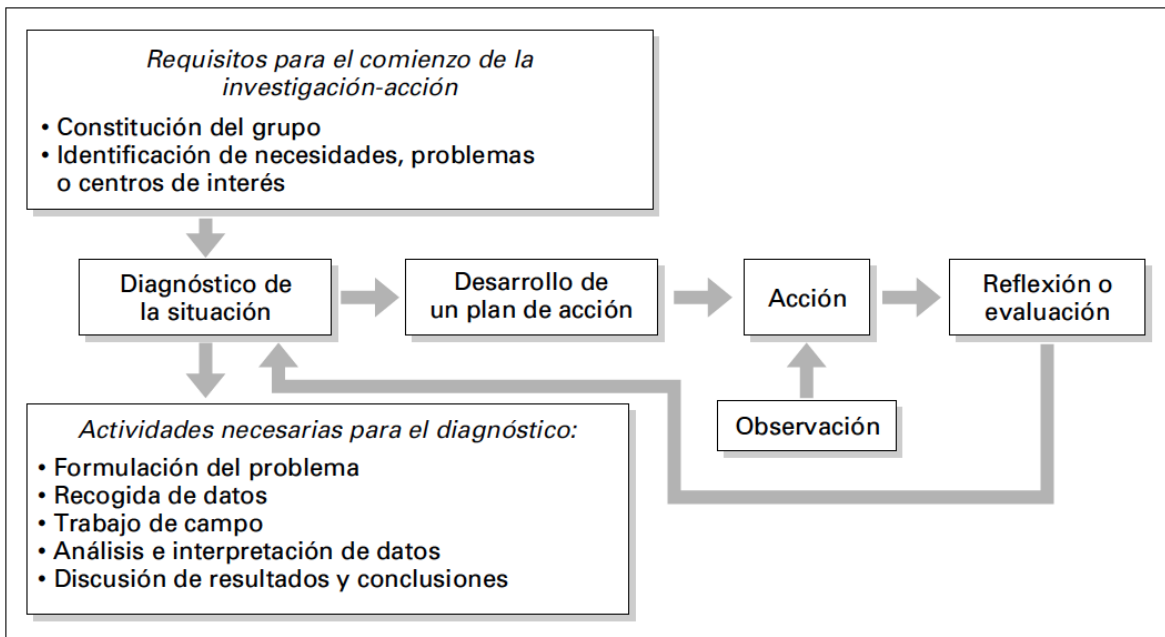 Requisitos para el comienzo de la
investigación-acción
• Constitución del grupo
• Identificación de necesidades, problemas
o centros de interés
Diagnóstico de
la situación
Desarrollo de
un plan de acción
Acción
Reflexión o
evaluación
Observación
Actividades necesarias para el diagnóstico:
• Formulación del problema
• Recogida de datos
• Trabajo de campo
• Análisis e interpretación de datos
• Discusión de resultados y conclusiones